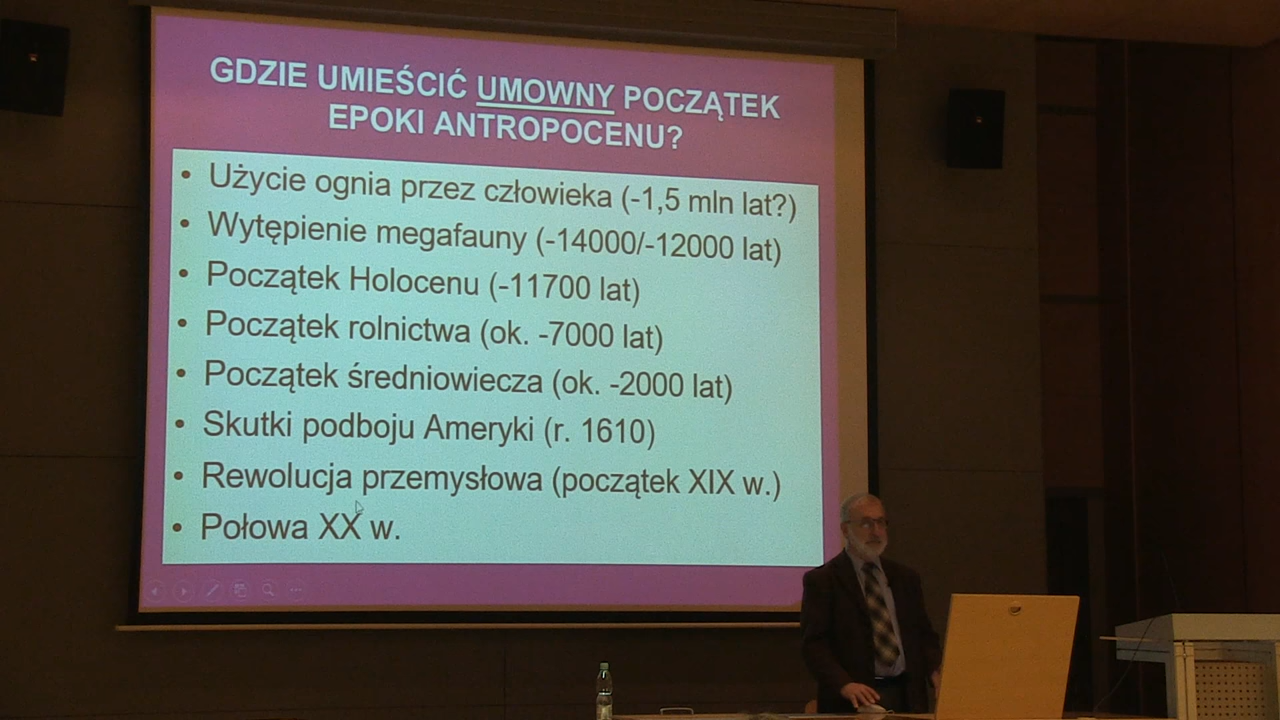 GDZIE UMIEŚCIĆ UMOWNY POCZĄTEK
EPOKI ANTROPOCENU?
• Użycie ognia przez człowieka (-1,5 mln lat?)
• Wytępienie megafauny (-14000/-12000 lat)
• Początek Holocenu (-11700 lat)
• Początek rolnictwa (ok. -7000 lat)
• Początek średniowiecza (ok. -2000 lat)
• Skutki podboju Ameryki (r. 1610)
• Rewolucja przemysłowa (początek XIX w.)
• Połowa XX w.